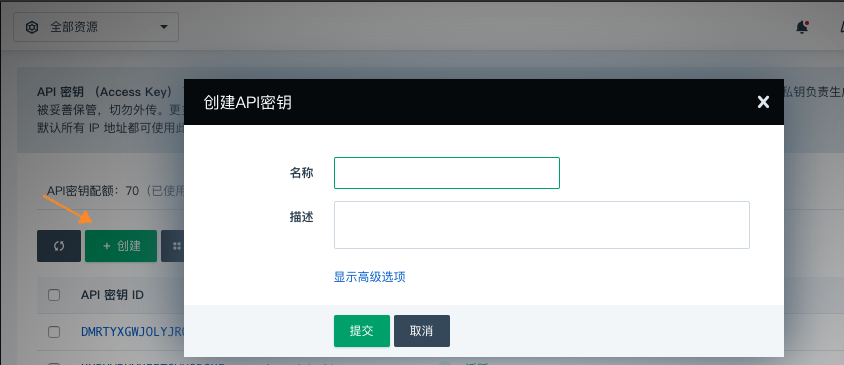 全部资源
API 密钥 （Access Key）
私钥负责生
被妥善保管，切勿外传，更
默认所有 IP 地址都可使用此
创建API密钥
名称
描述
显示高级选项
提交 取消
API密钥配额：70（已使用
+ 创建
API 密钥 ID
DMRTYXGWJOLYJR